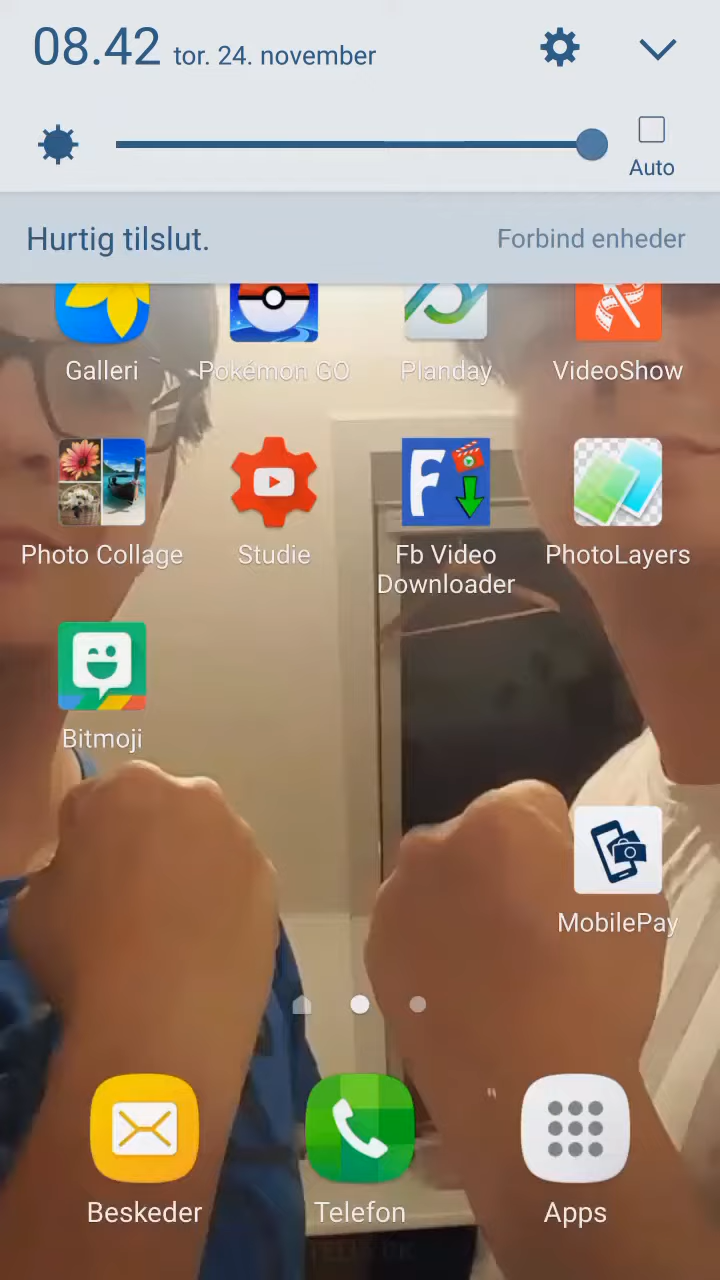 08.42 tor. 24. november
Auto
Hurtig tilslut. Forbind enheder
Galleri Pokémon GO Planday VideoShow
Photo Collage Studie Fb Video Downloader PhotoLayers
Bitmoji
MobilePay
Beskeder Telefon Apps